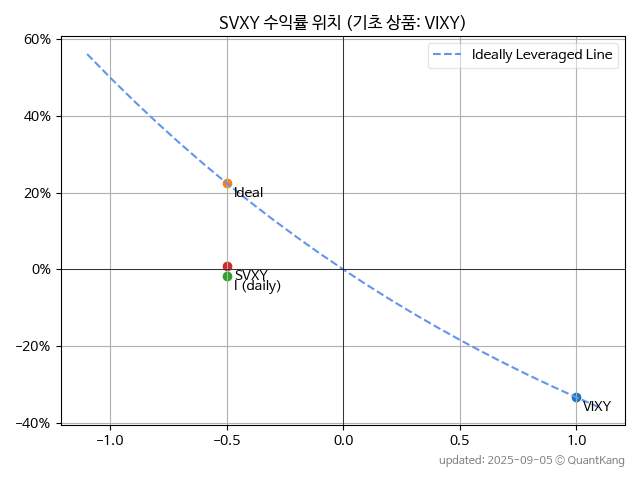 SVXY 수익률 위치 (기초 상품: VIXY)
60%
Ideally Leveraged Line
40%
20%
Ideal
0%
SVXY
I (daily)
−20%
−40%
VIXY
−1.0
−0.5
0.0
0.5
1.0
updated: 2025-09-05 © QuantKang